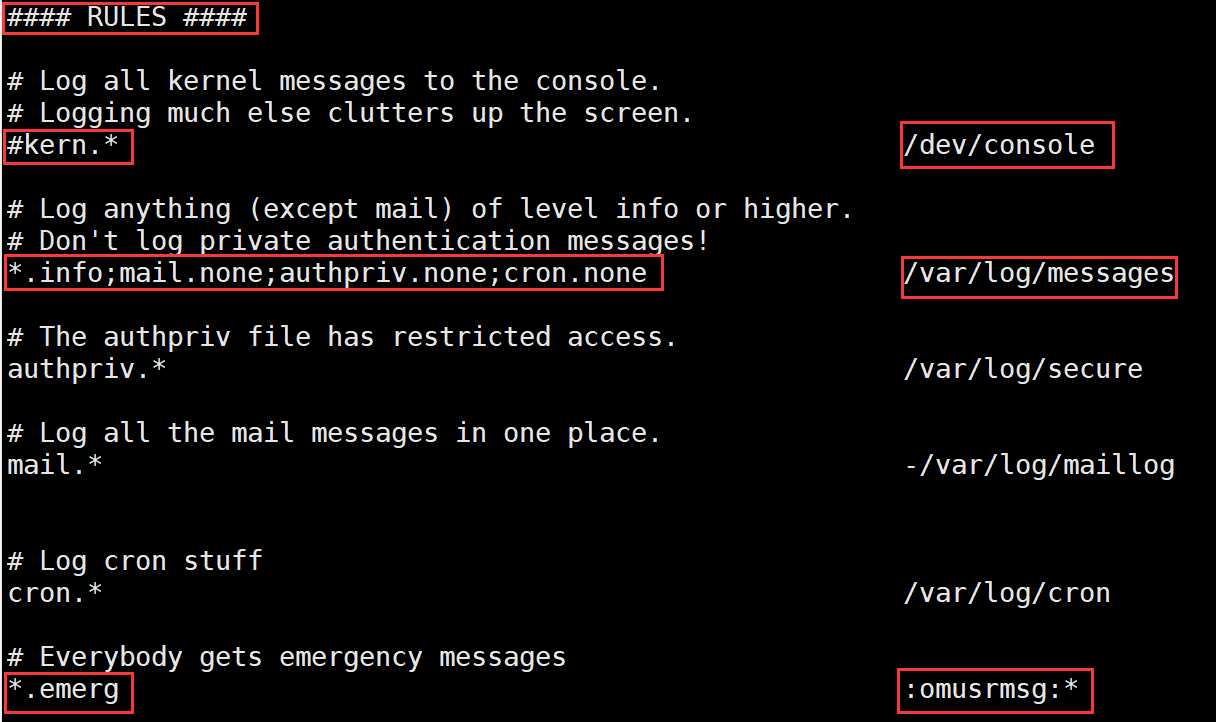 #### RULES ####
# Log all kernel messages to the console.
# Logging much else clutters up the screen.
#kern.* /dev/console
# Log anything (except mail) of level info or higher.
# Don't log private authentication messages!
*.info;mail.none;authpriv.none;cron.none /var/log/messages
# The authpriv file has restricted access.
authpriv.* /var/log/secure
# Log all the mail messages in one place.
mail.* -/var/log/maillog
# Log cron stuff
cron.* /var/log/cron
# Everybody gets emergency messages
*.emerg :omusrmsg:*